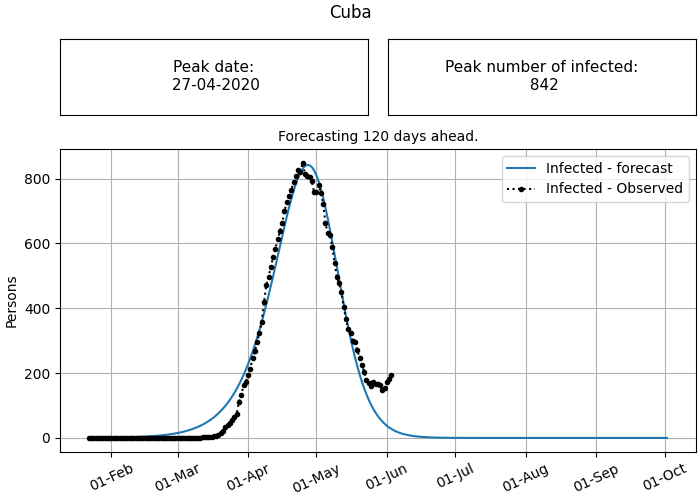 Cuba
Peak date:
27-04-2020
Peak number of infected:
842
Forecasting 120 days ahead.
Infected - forecast
Infected - Observed
Persons
800
600
400
200
0
01-Feb
01-Mar
01-Apr
01-May
01-Jun
01-Jul
01-Aug
01-Sep
01-Oct